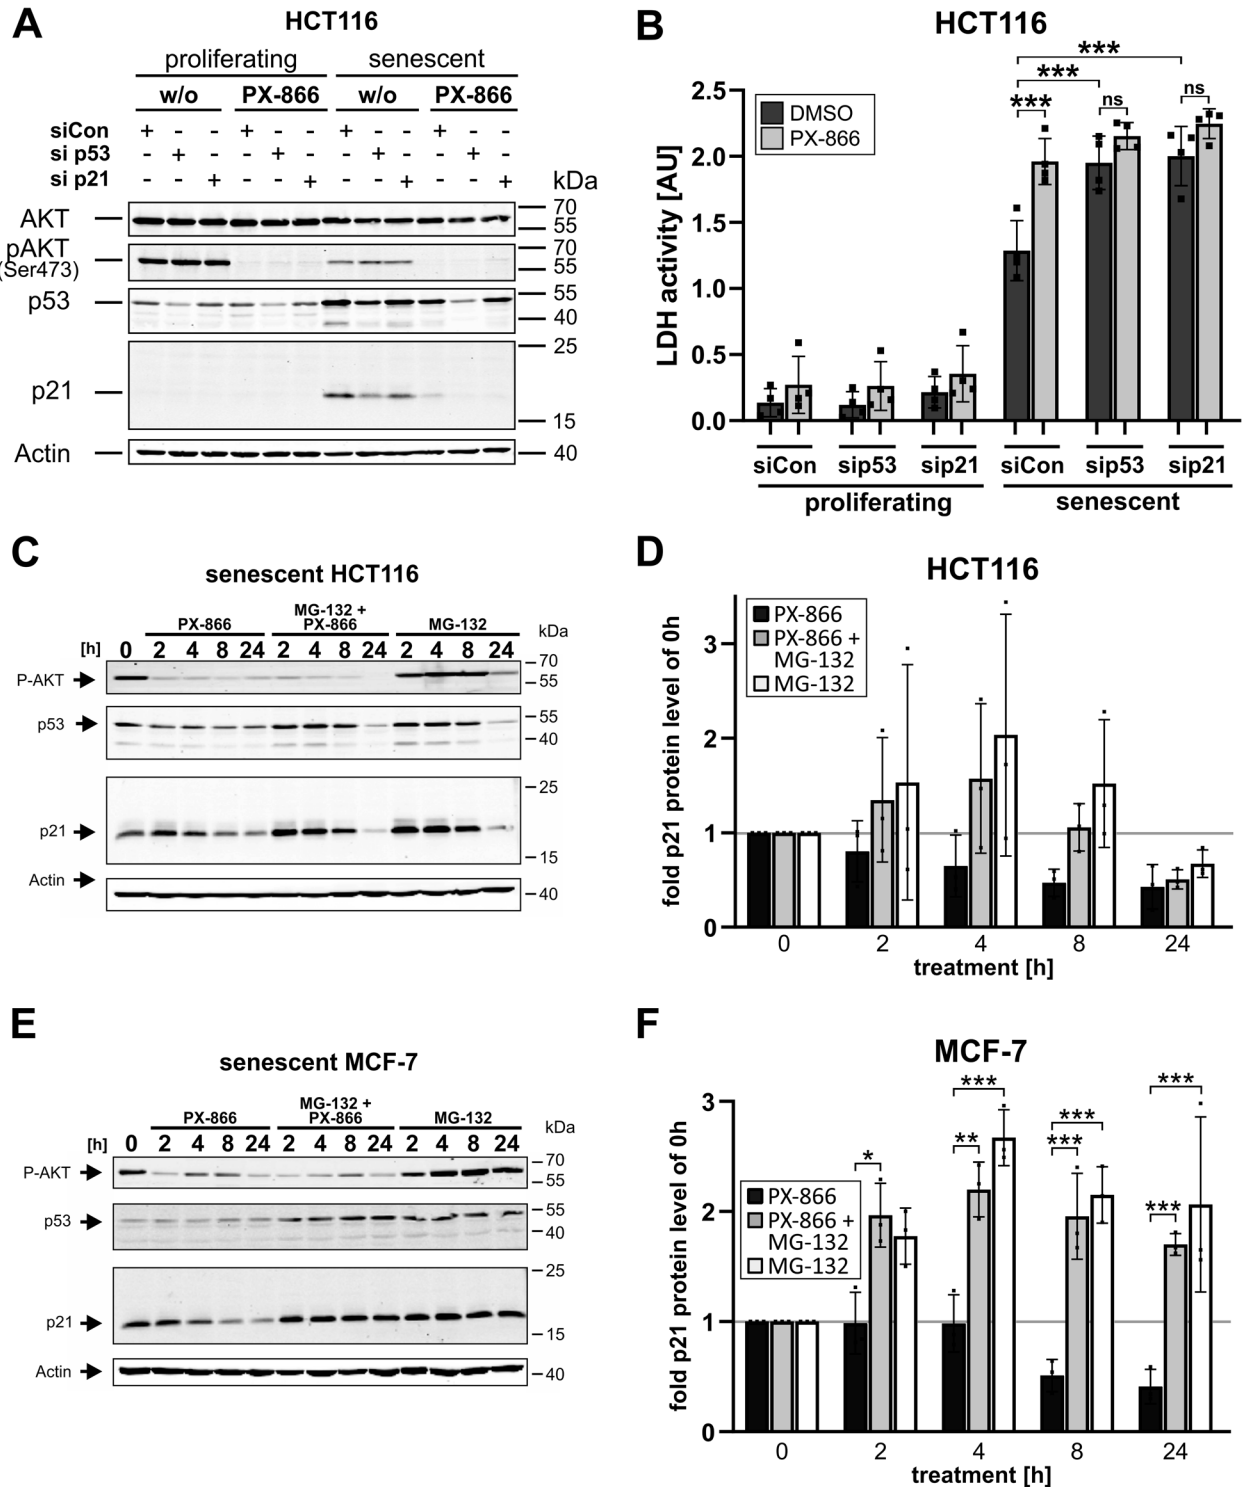 A
HCT116
proliferating senescent
w/o PX-866 w/o PX-866
siCon + - - + - - + - - + - -
si p53 - + - - + - - + - - + -
si p21 - - + - - + - - + - - +
kDa
AKT
70
55
pAKT
(Ser473)
70
55
p53
55
40
p21
25
15
Actin
40
B
HCT116
DMSO
PX-866
LDH activity [AU]
2.5
2.0
1.5
1.0
0.5
0.0
***
***
***
ns
ns
siCon sip53 sip21 siCon sip53 sip21
proliferating senescent
C
senescent HCT116
PX-866 MG-132 + PX-866 MG-132
kDa
[h] 0 2 4 8 24 2 4 8 24 2 4 8 24
P-AKT
70
55
p53
55
40
p21
25
15
Actin
40
D
HCT116
PX-866
PX-866 +
MG-132
MG-132
fold p21 protein level of 0h
3
2
1
0
0 2 4 8 24
treatment [h]
E
senescent MCF-7
PX-866 MG-132 + PX-866 MG-132
kDa
[h] 0 2 4 8 24 2 4 8 24 2 4 8 24
P-AKT
70
55
p53
55
40
p21
25
15
Actin
40
F
MCF-7
PX-866
PX-866 +
MG-132
MG-132
fold p21 protein level of 0h
3
2
1
0
*
***
**
***
***
***
***
0 2 4 8 24
treatment [h]